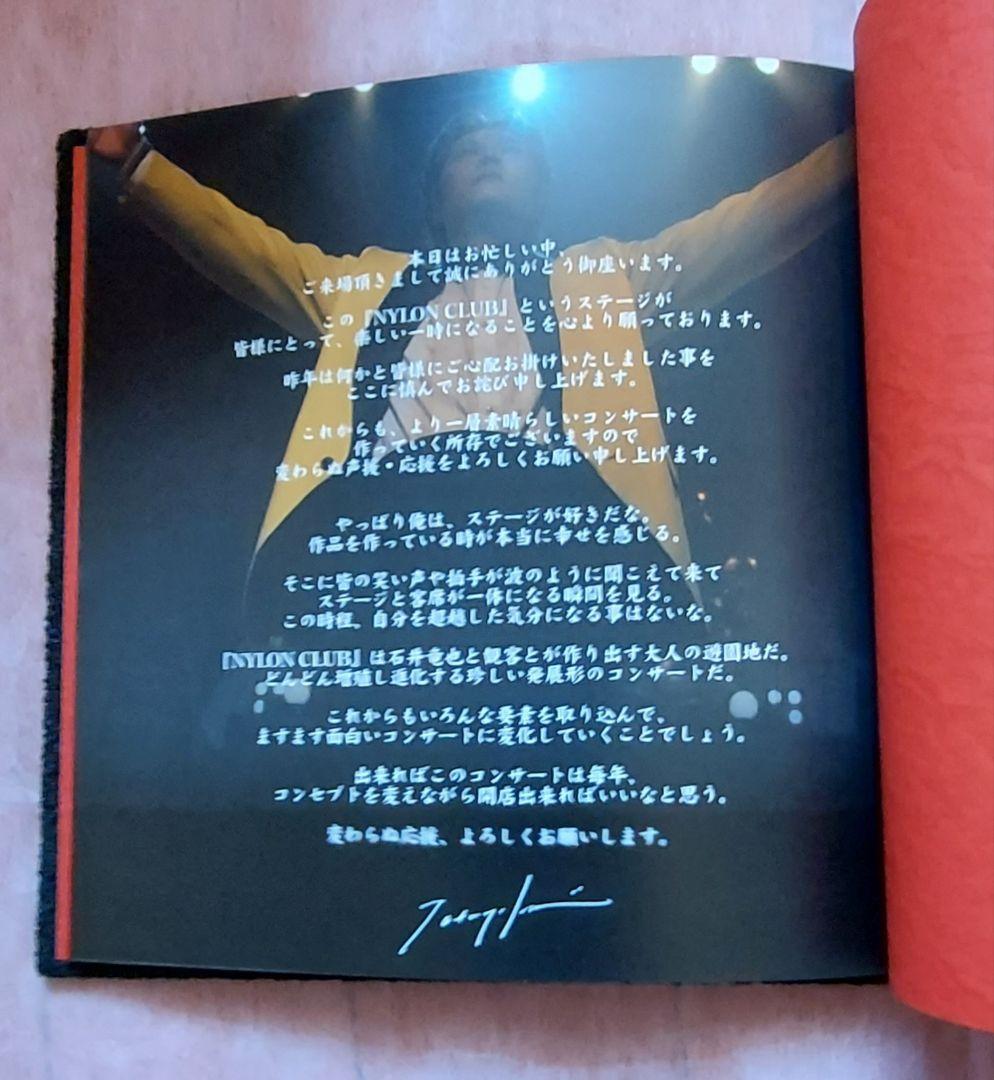 本日はお忙しい中、
ご来場頂きまして誠にありがとう御座います。
この『NYLON CLUB』というステージが
皆様にとって、楽しい一時になることを心より願っております。
昨年は何かと皆様にご心配お掛けいたしました事を
ここに慎んでお詫び申し上げます。
これからも、より一層素晴らしいコンサートを
作っていく所存でございますので
変わらぬ声援・応援をよろしくお願い申し上げます。
やっぱり俺は、ステージが好きだな。
作品を作っている時が本当に幸せを感じる。
そこに皆の笑い声や拍手が波のように聞こえて来て
ステージと客席が一体になる瞬間を見る。
この時程、自分を超越した気分になる事はないな。
『NYLON CLUB』は石井竜也と観客とが作り出す大人の遊園地だ。
どんどん増殖し進化する珍しい発展形のコンサートだ。
これからもいろんな要素を取り込んで、
ますます面白いコンサートに変化していくことでしょう。
出来ればこのコンサートは毎年、
コンセプトを変えながら開店出来ればいいなと思う。
変わらぬ応援、よろしくお願いします。